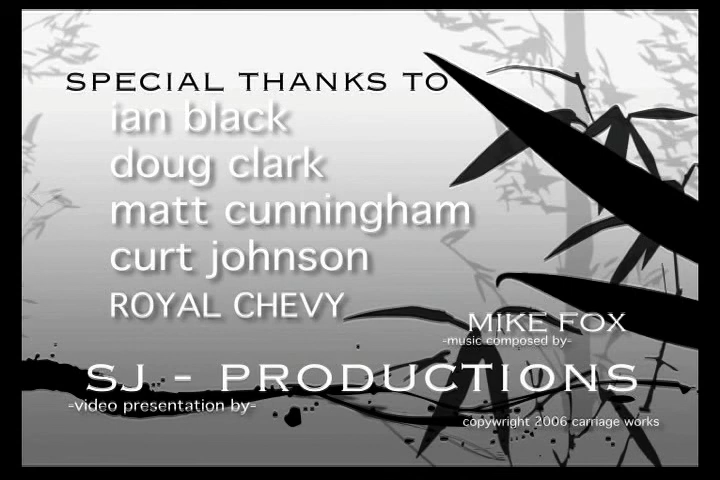 SPECIAL THANKS TO
ian black
doug clark
matt cunningham
curt johnson
ROYAL CHEVY
MIKE FOX
-music composed by-
SJ - PRODUCTIONS
=video presentation by=
copywright 2006 carriage works